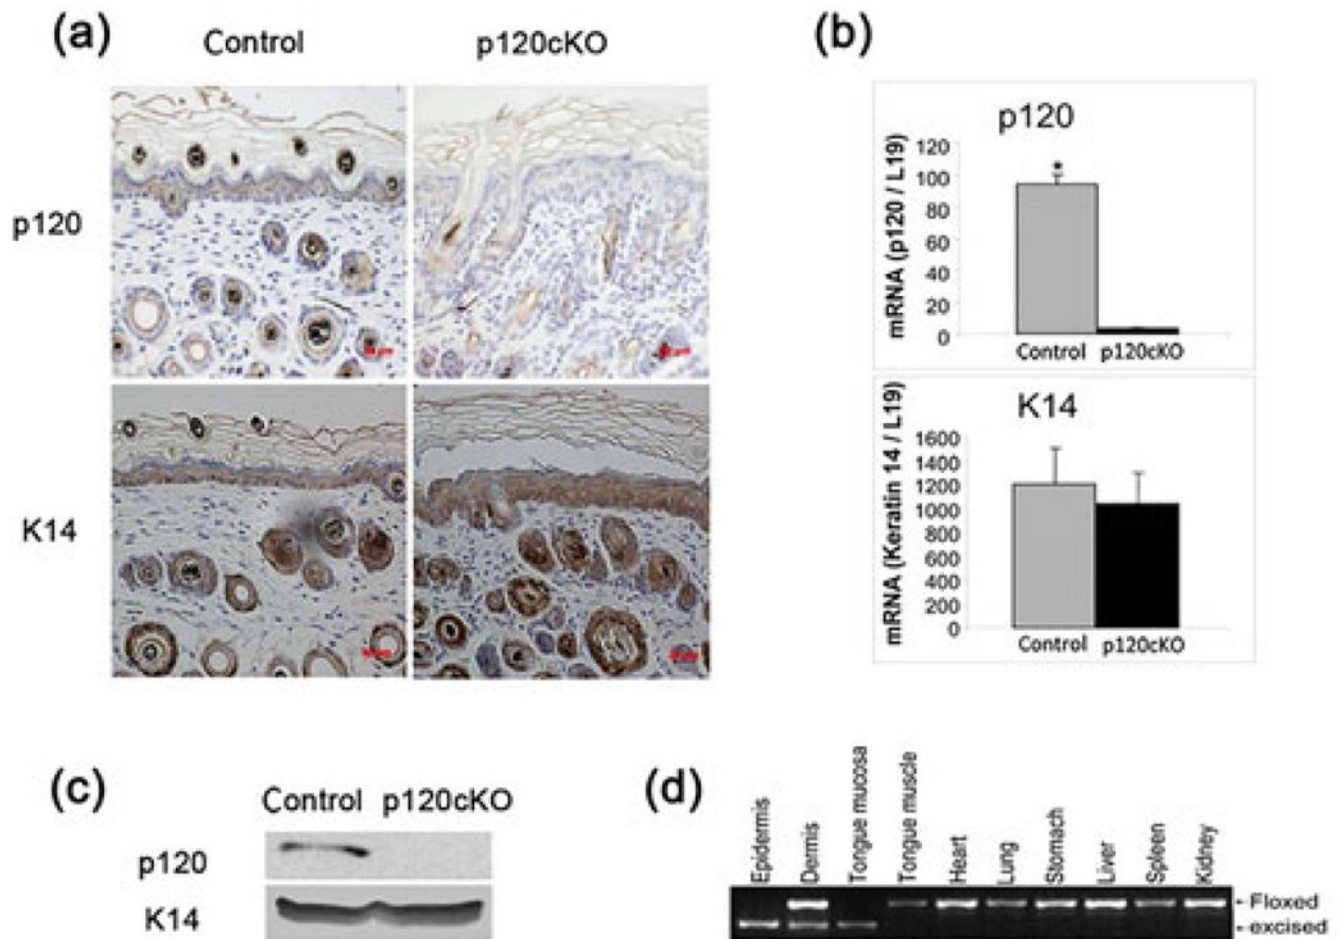 (a)
Control p120cKO
p120
K14
(b)
p120
mRNA (p120 / L19)
120
100
80
60
40
20
0
*
Control p120cKO
K14
mRNA (Keratin 14 / L19)
1600
1400
1200
1000
800
600
400
200
0
Control p120cKO
(c)
Control p120cKO
p120
K14
(d)
Epidermis
Dermis
Tongue mucosa
Tongue muscle
Heart
Lung
Stomach
Liver
Spleen
Kidney
Floxed
excised